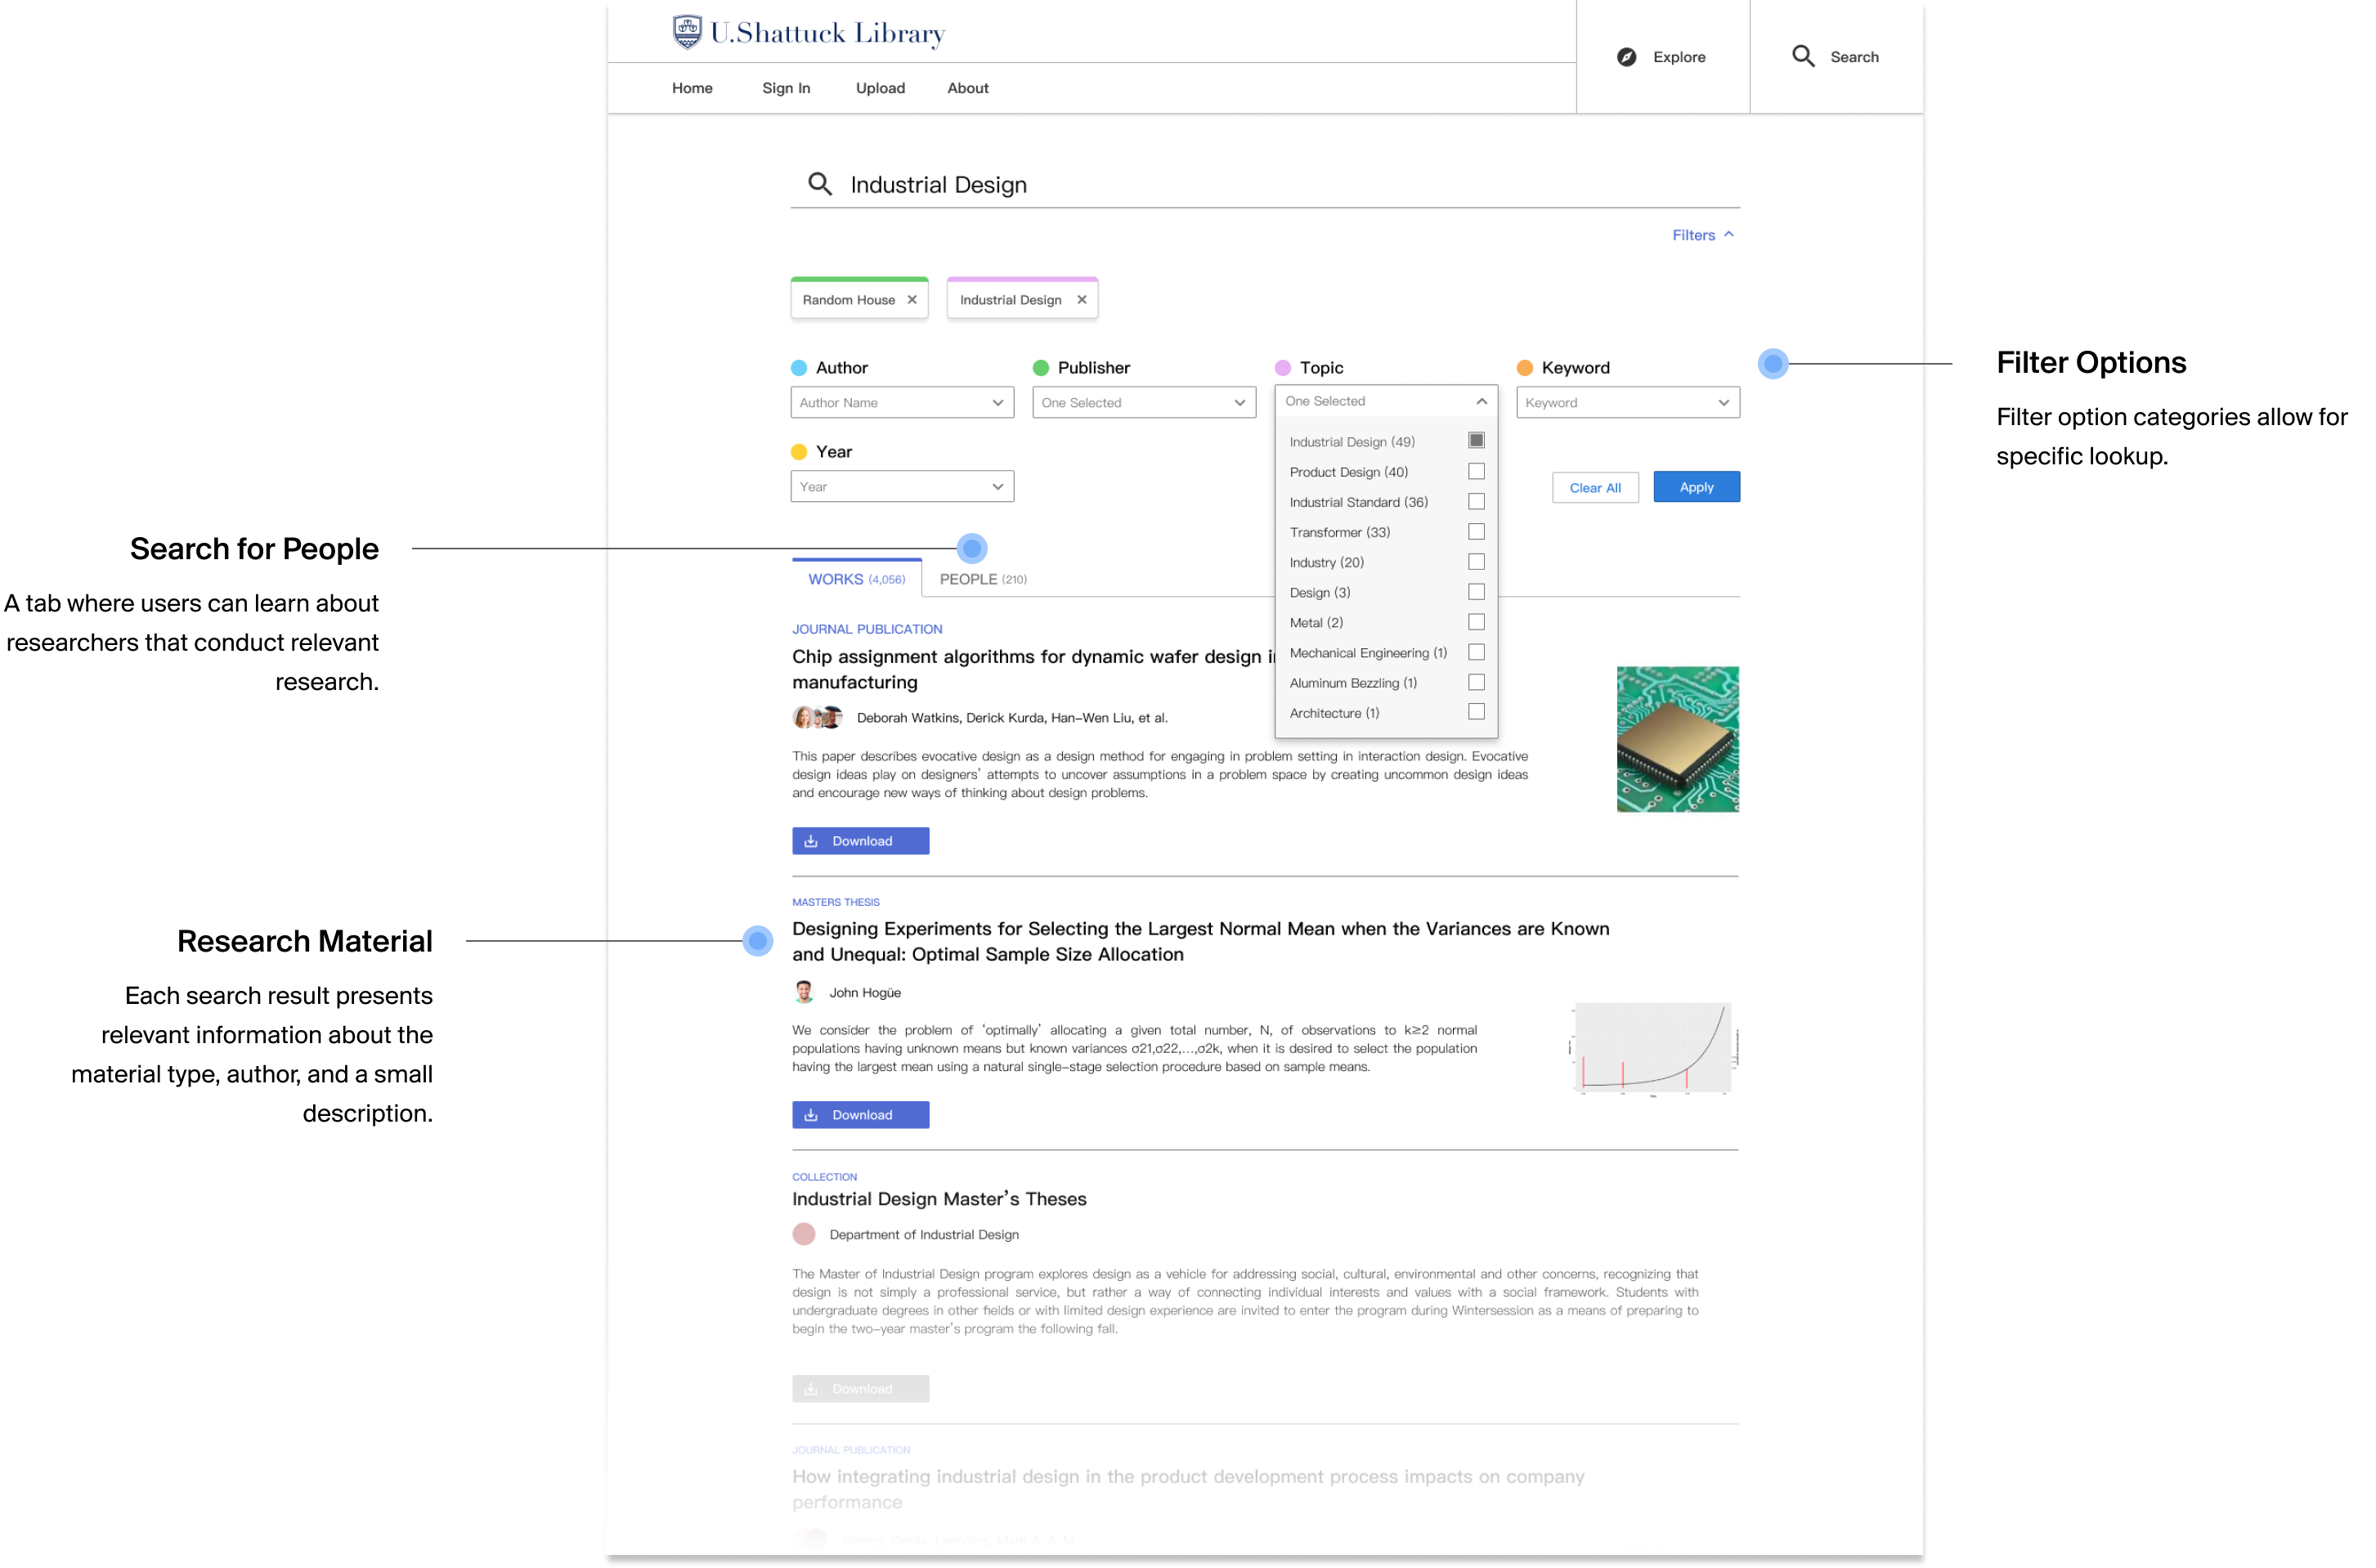 U.Shattuck Library
Explore
Search
Home Sign In Upload About
Industrial Design
Filters
Random House Industrial Design
Author Publisher Topic Keyword
Author Name One Selected One Selected Keyword
Year
Year
Industrial Design (49)
Product Design (40)
Industrial Standard (36)
Transformer (33)
Industry (20)
Design (3)
Metal (2)
Mechanical Engineering (1)
Aluminum Bezzling (1)
Architecture (1)
Clear All Apply
Filter Options
Filter option categories allow for
specific lookup.
Search for People
A tab where users can learn about
researchers that conduct relevant
research.
WORKS (4,056) PEOPLE (210)
JOURNAL PUBLICATION
Chip assignment algorithms for dynamic wafer design
manufacturing
Deborah Watkins, Derick Kurda, Han-Wen Liu, et al.
This paper describes evocative design as a design method for engaging in problem setting in interaction design. Evocative
design ideas play on designers' attempts to uncover assumptions in a problem space by creating uncommon design ideas
and encourage new ways of thinking about design problems.
Download
Research Material
Each search result presents
relevant information about the
material type, author, and a small
description.
MASTERS THESIS
Designing Experiments for Selecting the Largest Normal Mean when the Variances are Known
and Unequal: Optimal Sample Size Allocation
John Hogüe
We consider the problem of 'optimally' allocating a given total number, N, of observations to k≥2 normal
populations having unknown means but known variances σ21,σ22,...,σ2k, when it is desired to select the population
having the largest mean using a natural single-stage selection procedure based on sample means.
Download
COLLECTION
Industrial Design Master's Theses
Department of Industrial Design
The Master of Industrial Design program explores design as a vehicle for addressing social, cultural, environmental and other concerns, recognizing that
design is not simply a professional service, but rather a way of connecting individual interests and values with a social framework. Students with
undergraduate degrees in other fields or with limited design experience are invited to enter the program during Wintersession as a means of preparing to
begin the two-year master's program the following fall.
Download
JOURNAL PUBLICATION
How integrating industrial design in the product development process impacts on company
performance